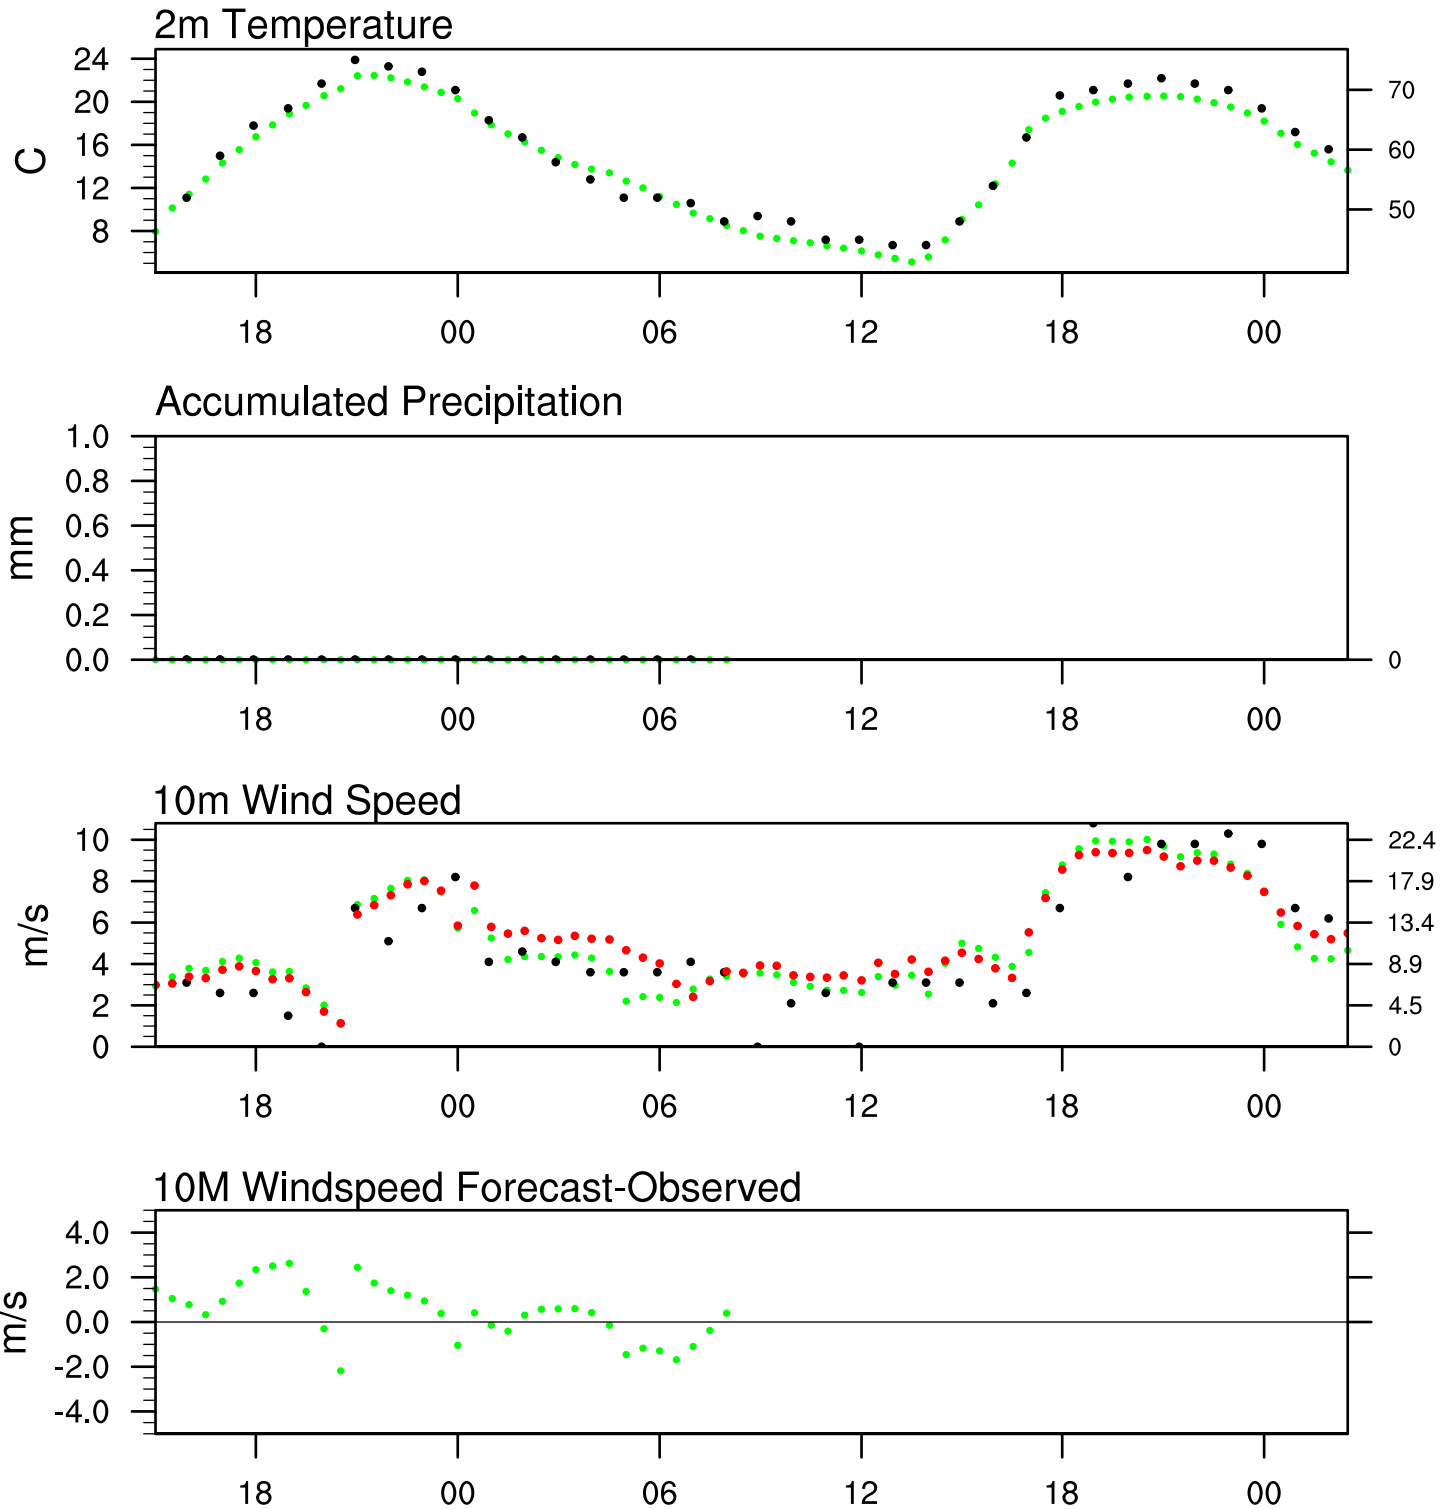 2m Temperature
24
20
16
12
8
C
70
60
50
18 00 06 12 18 00
Accumulated Precipitation
1.0
0.8
0.6
0.4
0.2
0.0
mm
0
18 00 06 12 18 00
10m Wind Speed
10
8
6
4
2
0
m/s
22.4
17.9
13.4
8.9
4.5
0
18 00 06 12 18 00
10M Windspeed Forecast-Observed
4.0
2.0
0.0
-2.0
-4.0
m/s
18 00 06 12 18 00